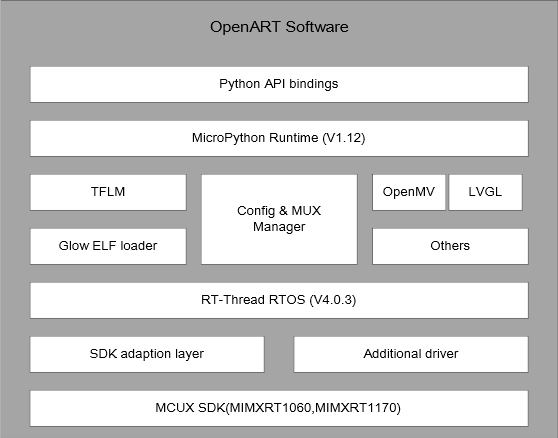 OpenART Software
Python API bindings
MicroPython Runtime (V1.12)
TFLM
Config & MUX
Manager
OpenMV
LVGL
Glow ELF loader
Others
RT-Thread RTOS (V4.0.3)
SDK adaption layer
Additional driver
MCUX SDK(MIMXRT1060,MIMXRT1170)